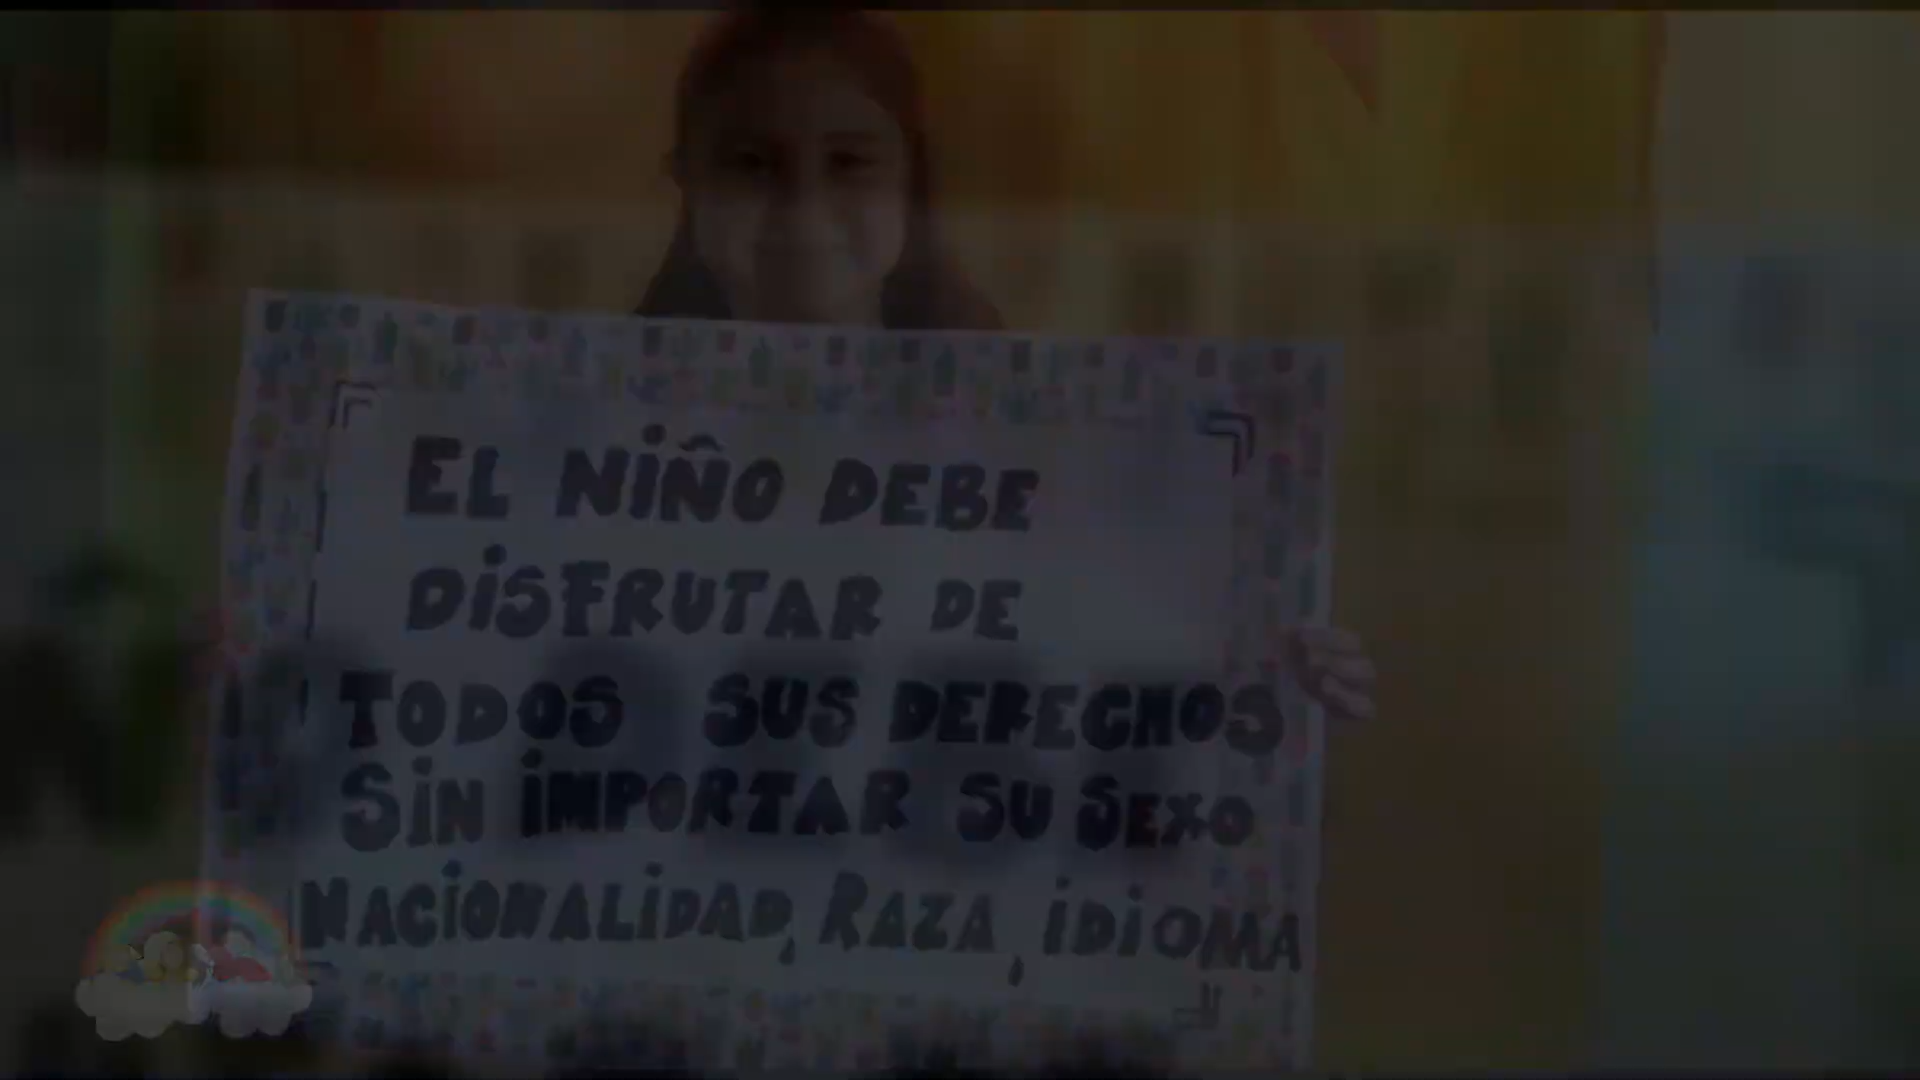 EL NIÑO DEBE
DISFRUTAR DE
TODOS SUS DERECHOS
SIN IMPORTAR SU SEXO
NACIONALIDAD, RAZA, IDIOMA